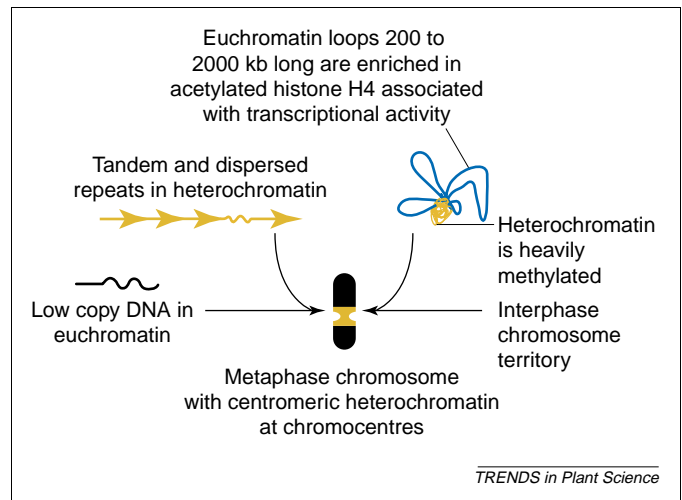 Euchromatin loops 200 to
2000 kb long are enriched in
acetylated histone H4 associated
with transcriptional activity
Tandem and dispersed
repeats in heterochromatin
Heterochromatin
is heavily
methylated
Low copy DNA in
euchromatin
Interphase
chromosome
territory
Metaphase chromosome
with centromeric heterochromatin
at chromocentres
TRENDS in Plant Science